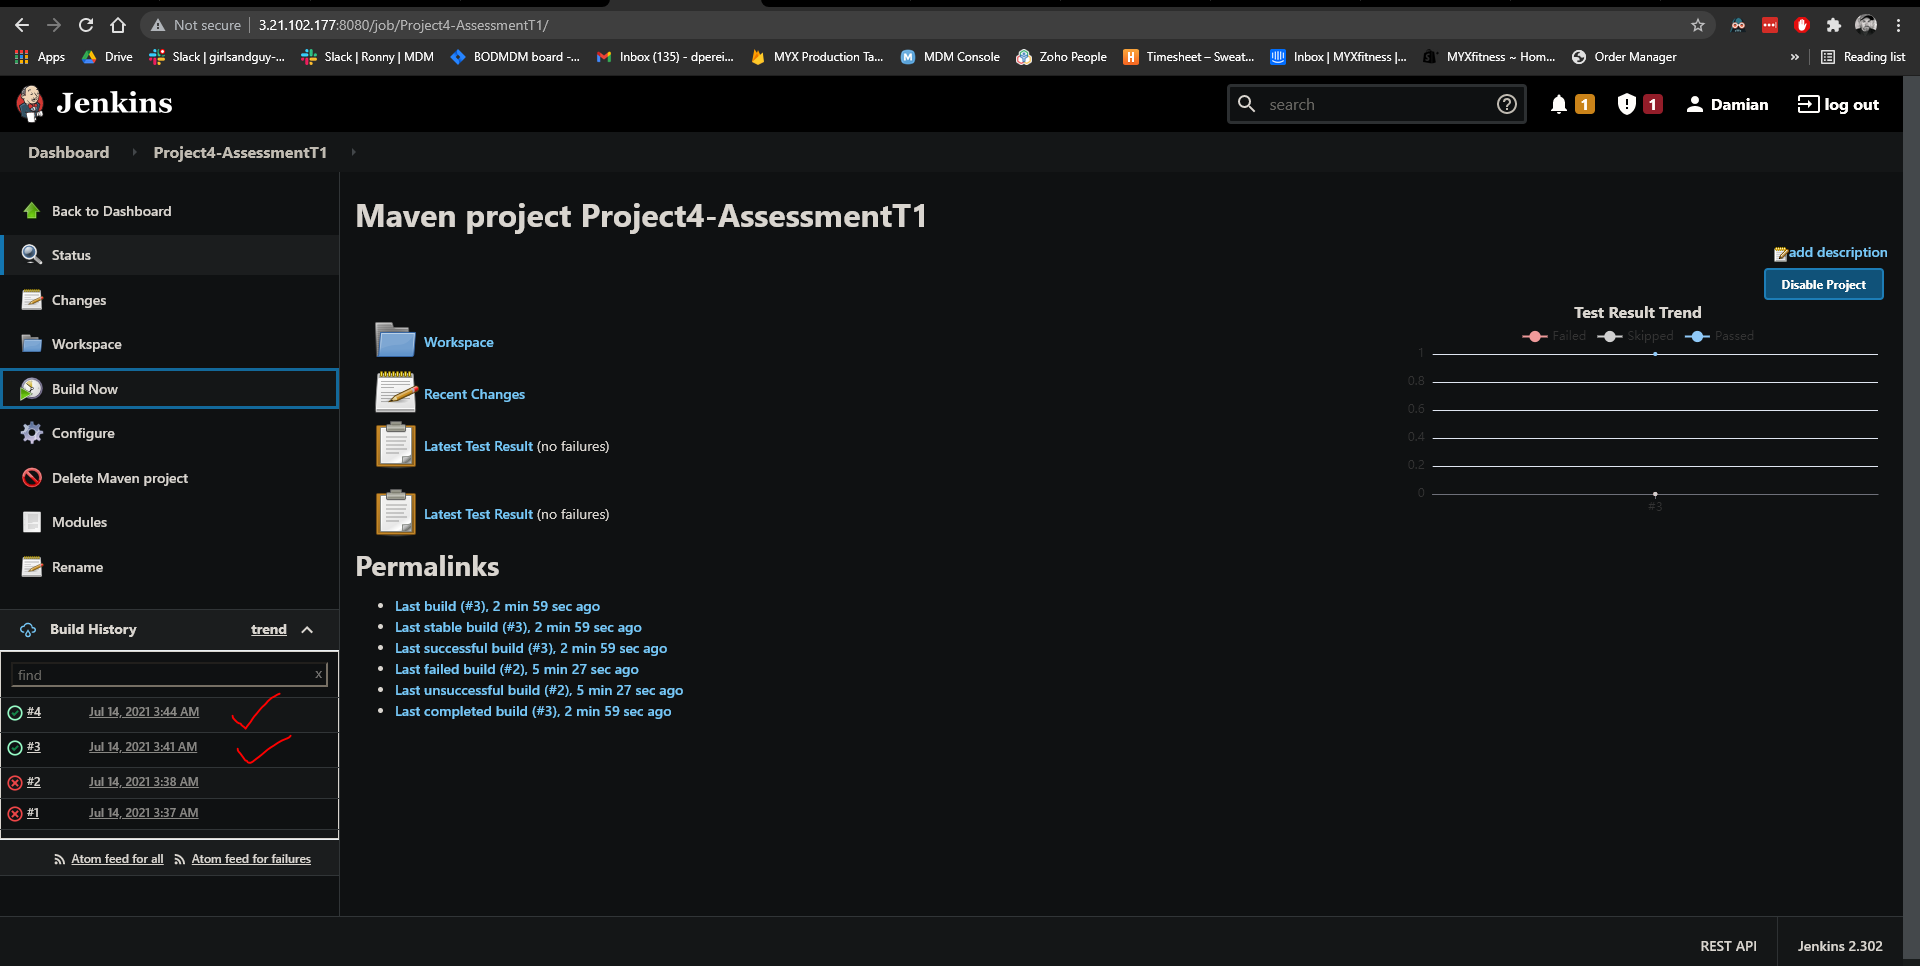 Not secure | 3.21.102.177:8080/job/Project4-AssessmentT1/
Apps Drive Slack | girlsandguy-... Slack | Ronny | MDM BODMDM board -... Inbox (135) - dperei... MYX Production Ta... MDM Console Zoho People Timesheet – Sweat... Inbox | MYXfitness |... MYXfitness ~ Hom... Order Manager » Reading list
Jenkins search 1 1 Damian log out
Dashboard Project4-AssessmentT1
Back to Dashboard
Status
Changes
Workspace
Build Now
Configure
Delete Maven project
Modules
Rename
Build History trend
find x
#4 Jul 14, 2021 3:44 AM
#3 Jul 14, 2021 3:41 AM
#2 Jul 14, 2021 3:38 AM
#1 Jul 14, 2021 3:37 AM
Atom feed for all Atom feed for failures
Maven project Project4-AssessmentT1
add description
Disable Project
Workspace
Recent Changes
Latest Test Result (no failures)
Latest Test Result (no failures)
Test Result Trend
Failed Skipped Passed
1
0.8
0.6
0.4
0.2
0
#3
Permalinks
Last build (#3), 2 min 59 sec ago
Last stable build (#3), 2 min 59 sec ago
Last successful build (#3), 2 min 59 sec ago
Last failed build (#2), 5 min 27 sec ago
Last unsuccessful build (#2), 5 min 27 sec ago
Last completed build (#3), 2 min 59 sec ago
REST API Jenkins 2.302